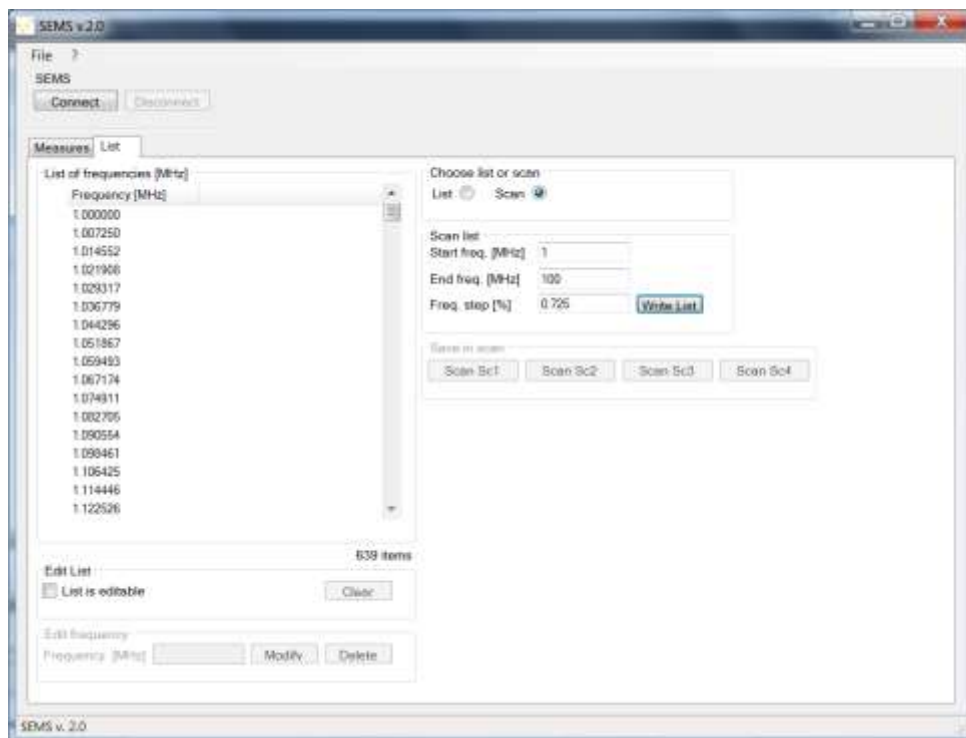 SEMS v.2.0
File ?
SEMS
Connect Disconnect
Measures List
List of frequencies [MHz]
Frequency [MHz]
1.000000
1.007250
1.014552
1.021908
1.029317
1.036779
1.044296
1.051867
1.059493
1.067174
1.074911
1.082705
1.090554
1.098461
1.106425
1.114446
1.122526
639 items
Edit List
List is editable Clear
Edit frequency
Frequency [MHz] Modify Delete
Choose list or scan
List Scan
Scan list
Start freq. [MHz] 1
End freq. [MHz] 100
Freq. step [%] 0.725 Write List
Save in scan
Scan Sc1 Scan Sc2 Scan Sc3 Scan Sc4
SEMS v. 2.0